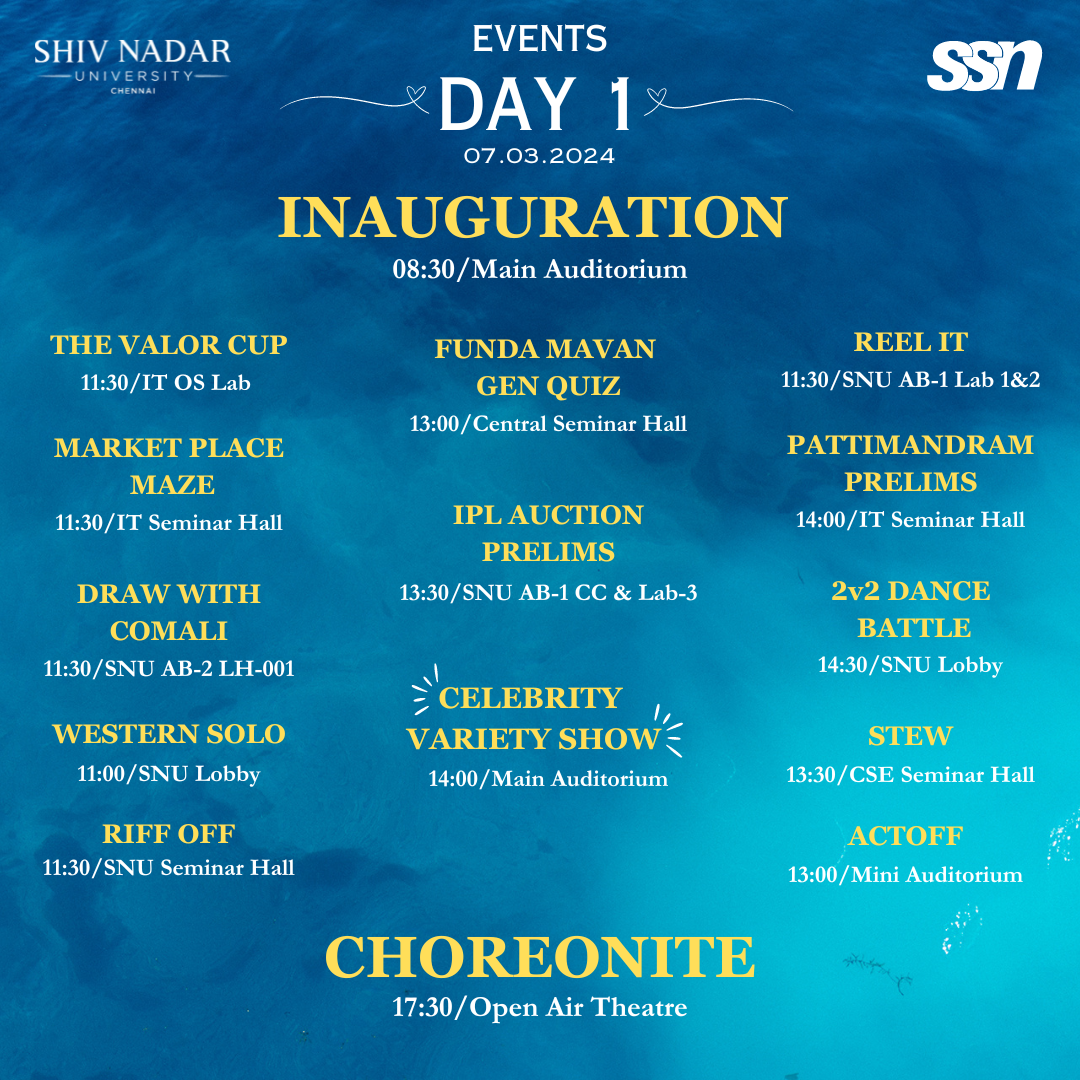 SHIV NADAR
UNIVERSITY
CHENNAI
EVENTS
DAY 1
07.03.2024
ssn
INAUGURATION
08:30/Main Auditorium
THE VALOR CUP
11:30/IT OS Lab
MARKET PLACE
MAZE
11:30/IT Seminar Hall
DRAW WITH
COMALI
11:30/SNU AB-2 LH-001
WESTERN SOLO
11:00/SNU Lobby
RIFF OFF
11:30/SNU Seminar Hall
FUNDA MAVAN
GEN QUIZ
13:00/Central Seminar Hall
IPL AUCTION
PRELIMS
13:30/SNU AB-1 CC & Lab-3
CELEBRITY
VARIETY SHOW
14:00/Main Auditorium
REEL IT
11:30/SNU AB-1 Lab 1&2
PATTIMANDRAM
PRELIMS
14:00/IT Seminar Hall
2v2 DANCE
BATTLE
14:30/SNU Lobby
STEW
13:30/CSE Seminar Hall
ACTOFF
13:00/Mini Auditorium
CHOREONITE
17:30/Open Air Theatre